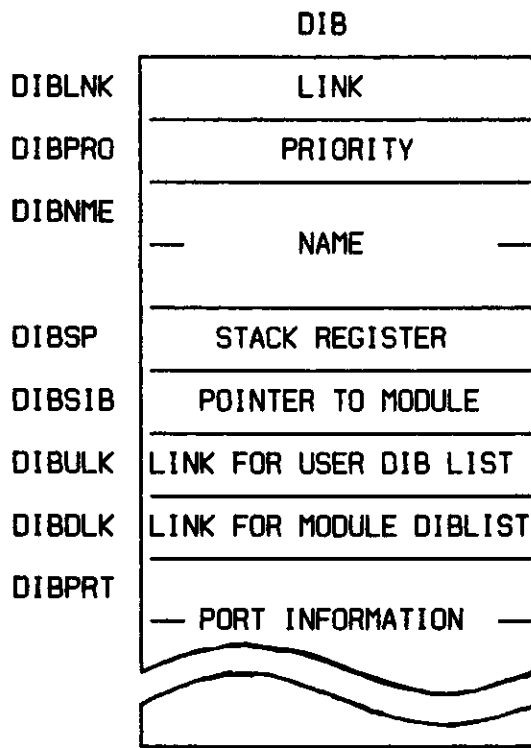 DIB
DIBLNK LINK
DIBPRO PRIORITY
DIBNME
NAME
DIBSP STACK REGISTER
DIBSIB POINTER TO MODULE
DIBULK LINK FOR USER DIB LIST
DIBDLK LINK FOR MODULE DIBLIST
DIBPRT
PORT INFORMATION